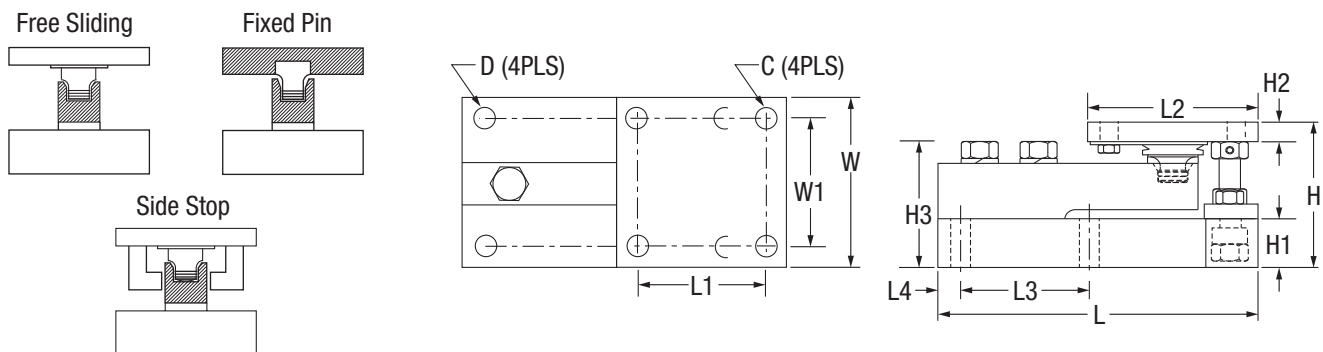 Free Sliding
Fixed Pin
Side Stop
D (4PLS)
C (4PLS)
W1
W
L1
H2
L2
H3
H
H1
L4
L3
L